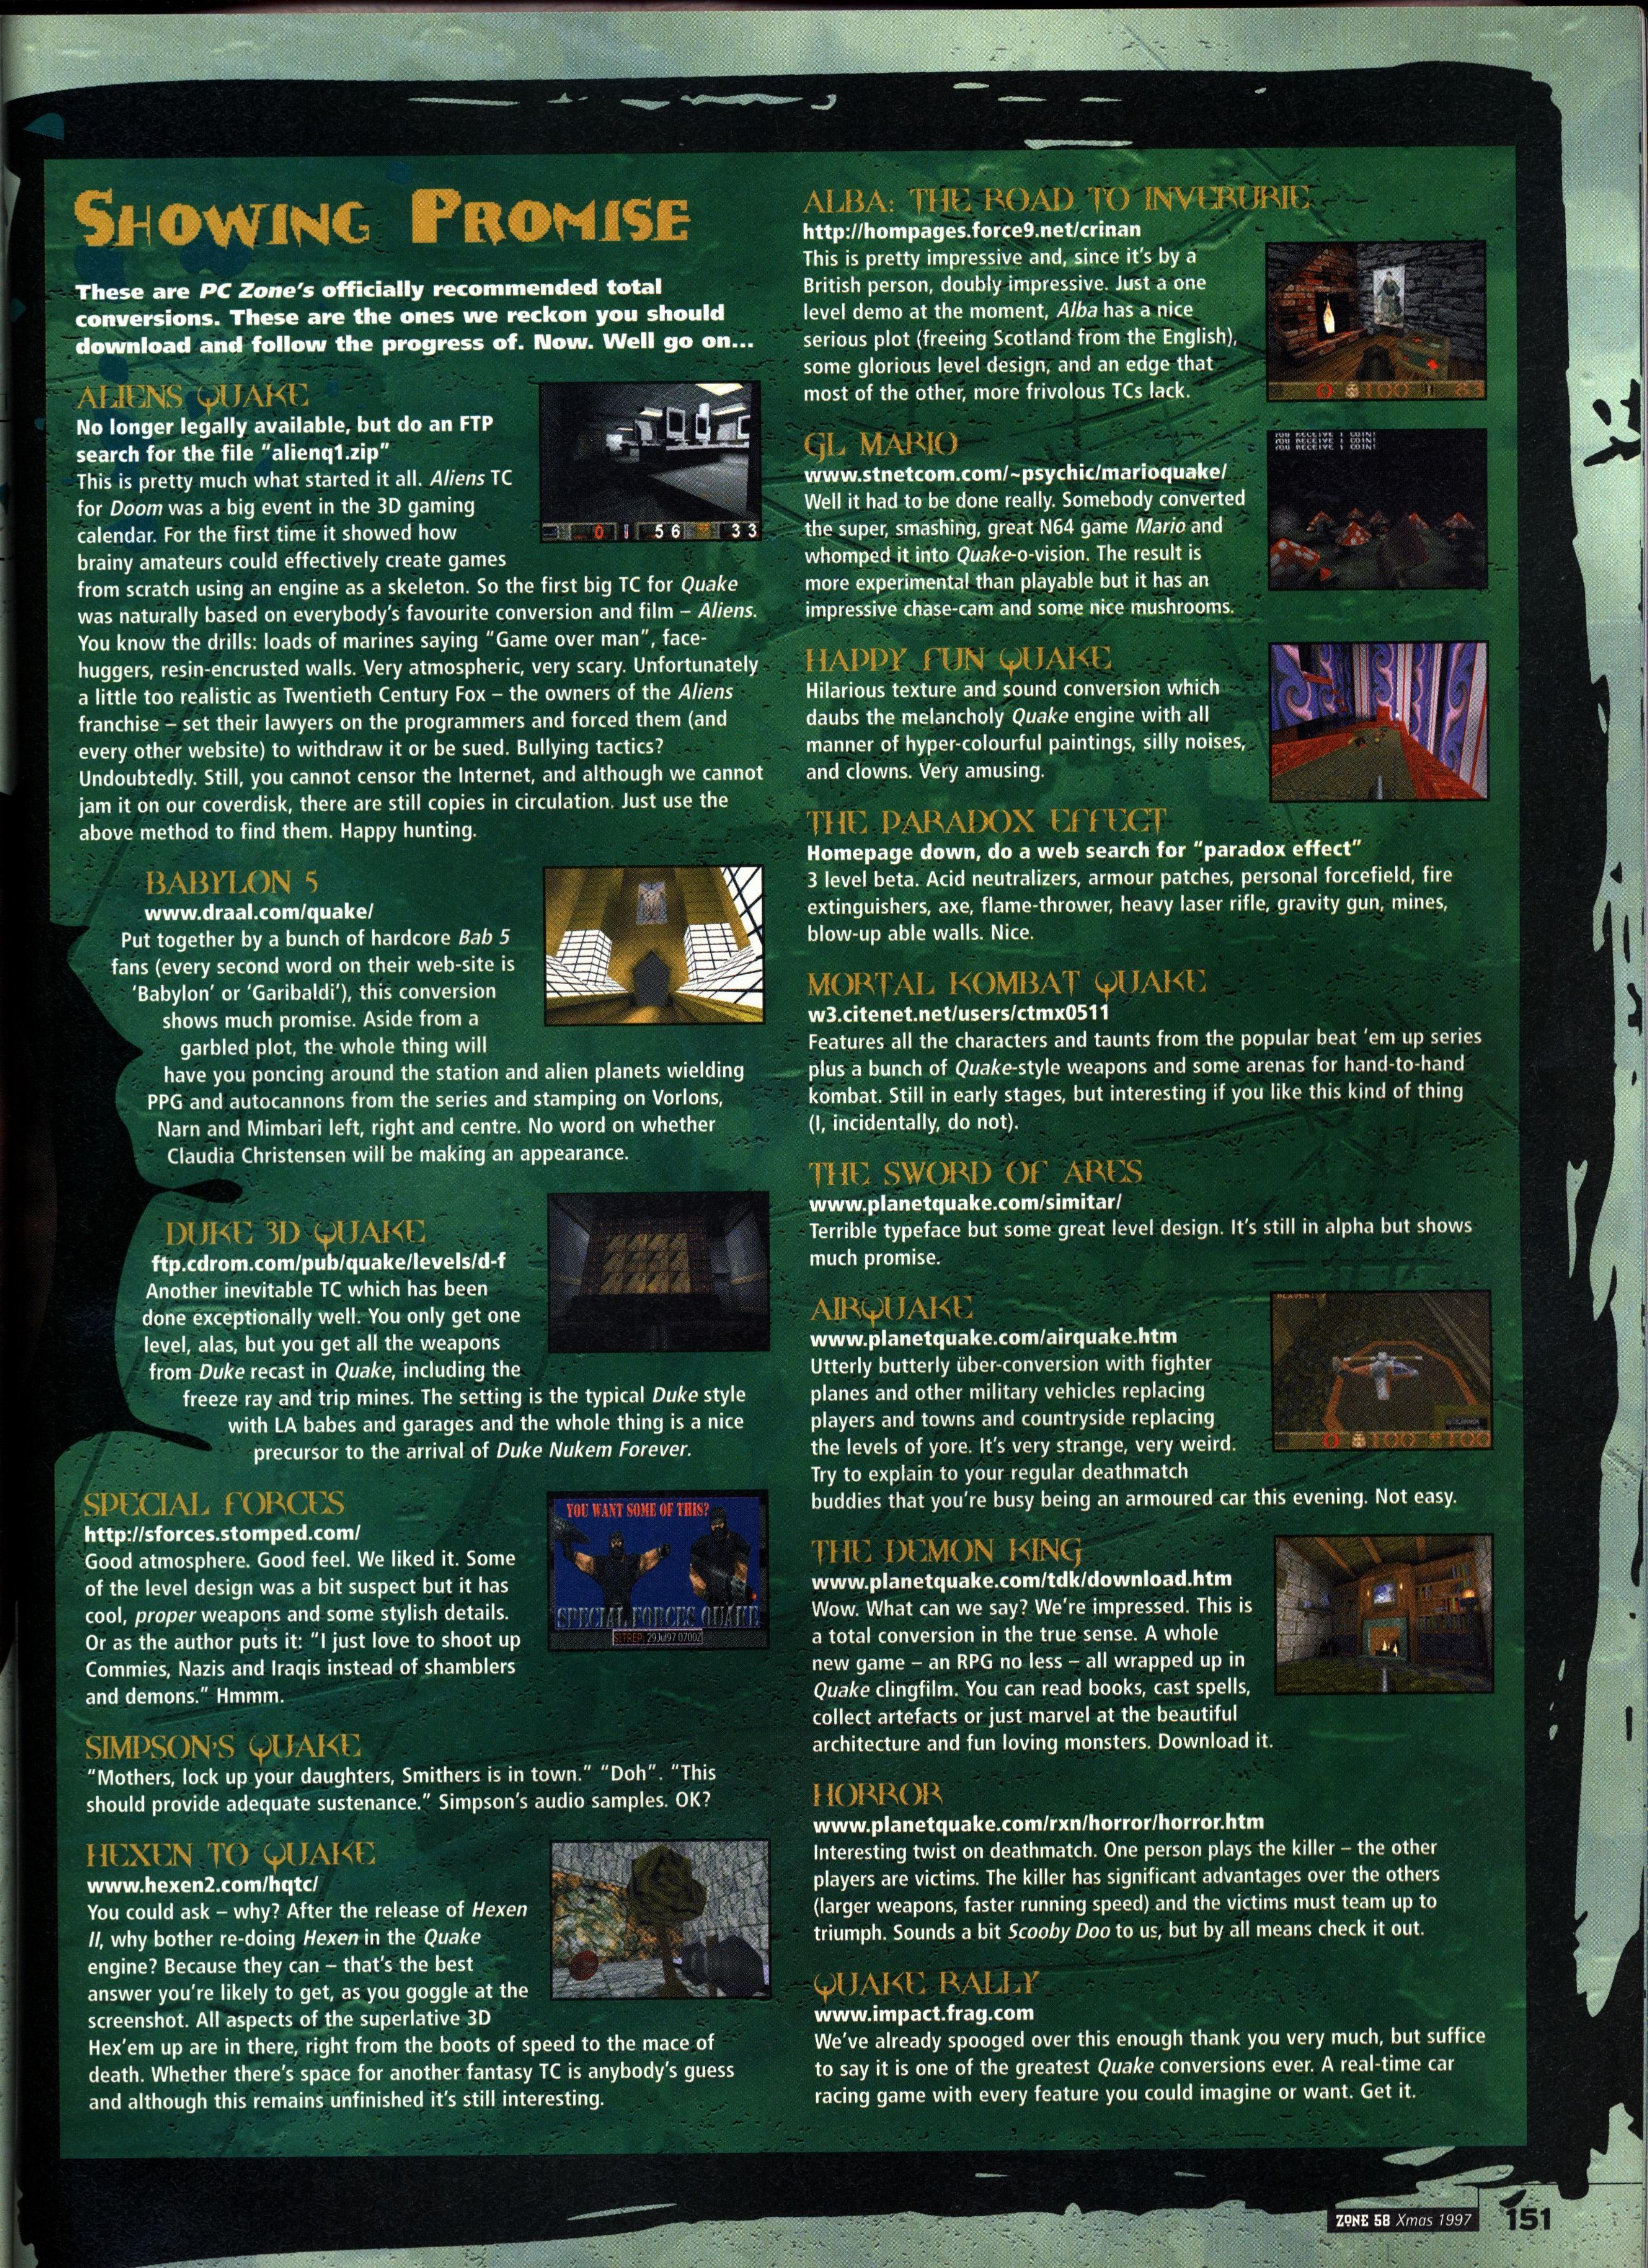 SHOWING PROMISE
These are PC Zone's officially recommended total
conversions. These are the ones we reckon you should
download and follow the progress of. Now. Well go on...
ALIENS QUAKE
No longer legally available, but do an FTP
search for the file "alienq1.zip"
This is pretty much what started it all. Aliens TC
for Doom was a big event in the 3D gaming
calendar. For the first time it showed how
brainy amateurs could effectively create games
from scratch using an engine as a skeleton. So the first big TC for Quake
was naturally based on everybody's favourite conversion and film – Aliens.
You know the drills: loads of marines saying "Game over man", face-
huggers, resin-encrusted walls. Very atmospheric, very scary. Unfortunately
a little too realistic as Twentieth Century Fox – the owners of the Aliens
franchise – set their lawyers on the programmers and forced them (and
every other website) to withdraw it or be sued. Bullying tactics?
Undoubtedly. Still, you cannot censor the Internet, and although we cannot
jam it on our coverdisk, there are still copies in circulation. Just use the
above method to find them. Happy hunting.
0 56 33
BABYLON 5
www.draal.com/quake/
Put together by a bunch of hardcore Bab 5
fans (every second word on their web-site is
'Babylon' or 'Garibaldi'), this conversion
shows much promise. Aside from a
garbled plot, the whole thing will
have you poncing around the station and alien planets wielding
PPG and autocannons from the series and stamping on Vorlons,
Narn and Mimbari left, right and centre. No word on whether
Claudia Christensen will be making an appearance.
DUKE 3D QUAKE
ftp.cdrom.com/pub/quake/levels/d-f
Another inevitable TC which has been
done exceptionally well. You only get one
level, alas, but you get all the weapons
from Duke recast in Quake, including the
freeze ray and trip mines. The setting is the typical Duke style
with LA babes and garages and the whole thing is a nice
precursor to the arrival of Duke Nukem Forever.
SPECIAL FORCES
http://sforces.stomped.com/
Good atmosphere. Good feel. We liked it. Some
of the level design was a bit suspect but it has
cool, proper weapons and some stylish details.
Or as the author puts it: "I just love to shoot up
Commies, Nazis and Iraqis instead of shamblers
and demons." Hmmm.
YOU WANT SOME OF THIS?
SPECIAL FORCES QUAKE
SITREP: 29Jul97 0700Z
SIMPSON'S QUAKE
"Mothers, lock up your daughters, Smithers is in town." "Doh". "This
should provide adequate sustenance." Simpson's audio samples. OK?
HEXEN TO QUAKE
www.hexen2.com/hqtc/
You could ask – why? After the release of Hexen
II, why bother re-doing Hexen in the Quake
engine? Because they can – that's the best
answer you're likely to get, as you goggle at the
screenshot. All aspects of the superlative 3D
Hex'em up are in there, right from the boots of speed to the mace of
death. Whether there's space for another fantasy TC is anybody's guess
and although this remains unfinished it's still interesting.
ALBA: THE ROAD TO INVERURIE
http://hompages.force9.net/crinan
This is pretty impressive and, since it's by a
British person, doubly impressive. Just a one
level demo at the moment, Alba has a nice
serious plot (freeing Scotland from the English),
some glorious level design, and an edge that
most of the other, more frivolous TCs lack.
0 100 83
GL MARIO
www.stnetcom.com/~psychic/marioquake/
Well it had to be done really. Somebody converted
the super, smashing, great N64 game Mario and
whomped it into Quake-o-vision. The result is
more experimental than playable but it has an
impressive chase-cam and some nice mushrooms.
YOU RECEIVE 1 COIN!
YOU RECEIVE 1 COIN!
YOU RECEIVE 1 COIN!
HAPPY FUN QUAKE
Hilarious texture and sound conversion which
daubs the melancholy Quake engine with all
manner of hyper-colourful paintings, silly noises,
and clowns. Very amusing.
THE PARADOX EFFECT
Homepage down, do a web search for "paradox effect"
3 level beta. Acid neutralizers, armour patches, personal forcefield, fire
extinguishers, axe, flame-thrower, heavy laser rifle, gravity gun, mines,
blow-up able walls. Nice.
MORTAL KOMBAT QUAKE
w3.citenet.net/users/ctmx0511
Features all the characters and taunts from the popular beat 'em up series
plus a bunch of Quake-style weapons and some arenas for hand-to-hand
kombat. Still in early stages, but interesting if you like this kind of thing
(I, incidentally, do not).
THE SWORD OF ARES
www.planetquake.com/simitar/
Terrible typeface but some great level design. It's still in alpha but shows
much promise.
AIRQUAKE
www.planetquake.com/airquake.htm
Utterly butterly über-conversion with fighter
planes and other military vehicles replacing
players and towns and countryside replacing
the levels of yore. It's very strange, very weird.
Try to explain to your regular deathmatch
buddies that you're busy being an armoured car this evening. Not easy.
0 100 100
THE DEMON KING
www.planetquake.com/tdk/download.htm
Wow. What can we say? We're impressed. This is
a total conversion in the true sense. A whole
new game – an RPG no less – all wrapped up in
Quake clingfilm. You can read books, cast spells,
collect artefacts or just marvel at the beautiful
architecture and fun loving monsters. Download it.
HORROR
www.planetquake.com/rxn/horror/horror.htm
Interesting twist on deathmatch. One person plays the killer – the other
players are victims. The killer has significant advantages over the others
(larger weapons, faster running speed) and the victims must team up to
triumph. Sounds a bit Scooby Doo to us, but by all means check it out.
QUAKE RALLY
www.impact.frag.com
We've already spooged over this enough thank you very much, but suffice
to say it is one of the greatest Quake conversions ever. A real-time car
racing game with every feature you could imagine or want. Get it.
ZONE 58 Xmas 1997 151